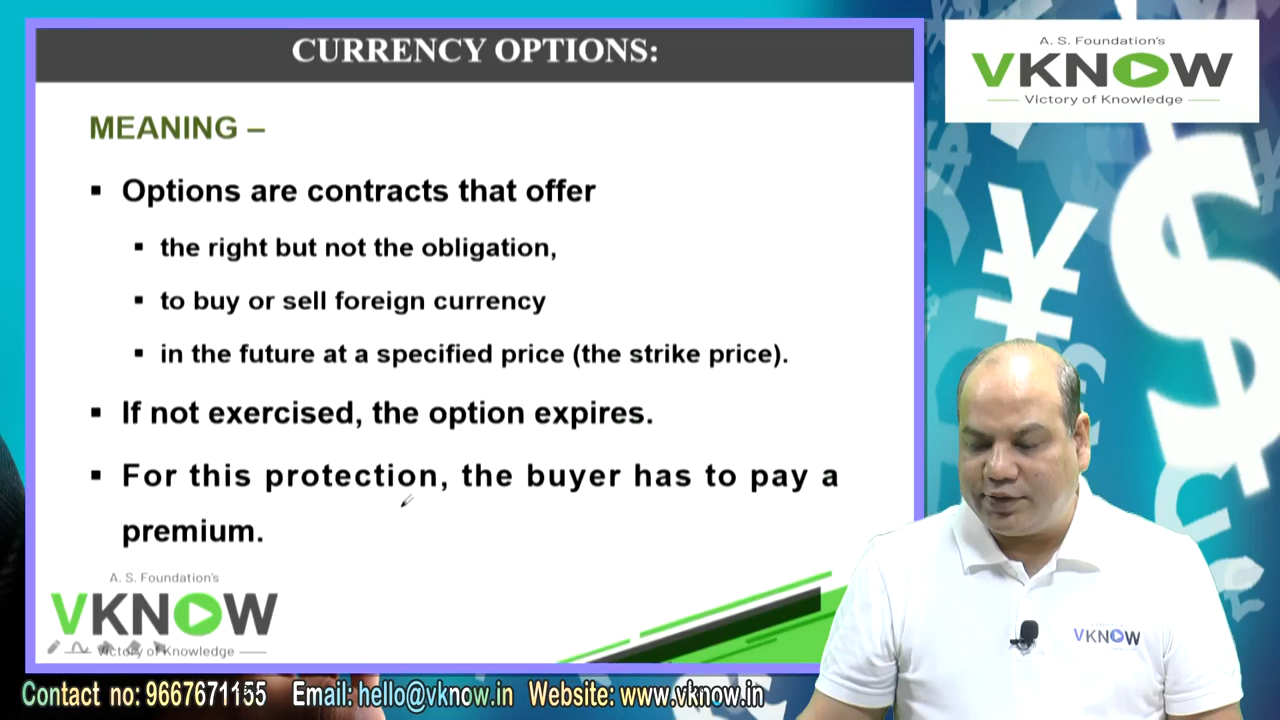 CURRENCY OPTIONS:
A. S. Foundation's
VKNOW
Victory of Knowledge
MEANING –
▪ Options are contracts that offer
▪ the right but not the obligation,
▪ to buy or sell foreign currency
▪ in the future at a specified price (the strike price).
▪ If not exercised, the option expires.
▪ For this protection, the buyer has to pay a
premium.
A. S. Foundation's
VKNOW
Victory of Knowledge
VKNOW
Contact no: 9667671155 Email: hello@vknow.in Website: www.vknow.in